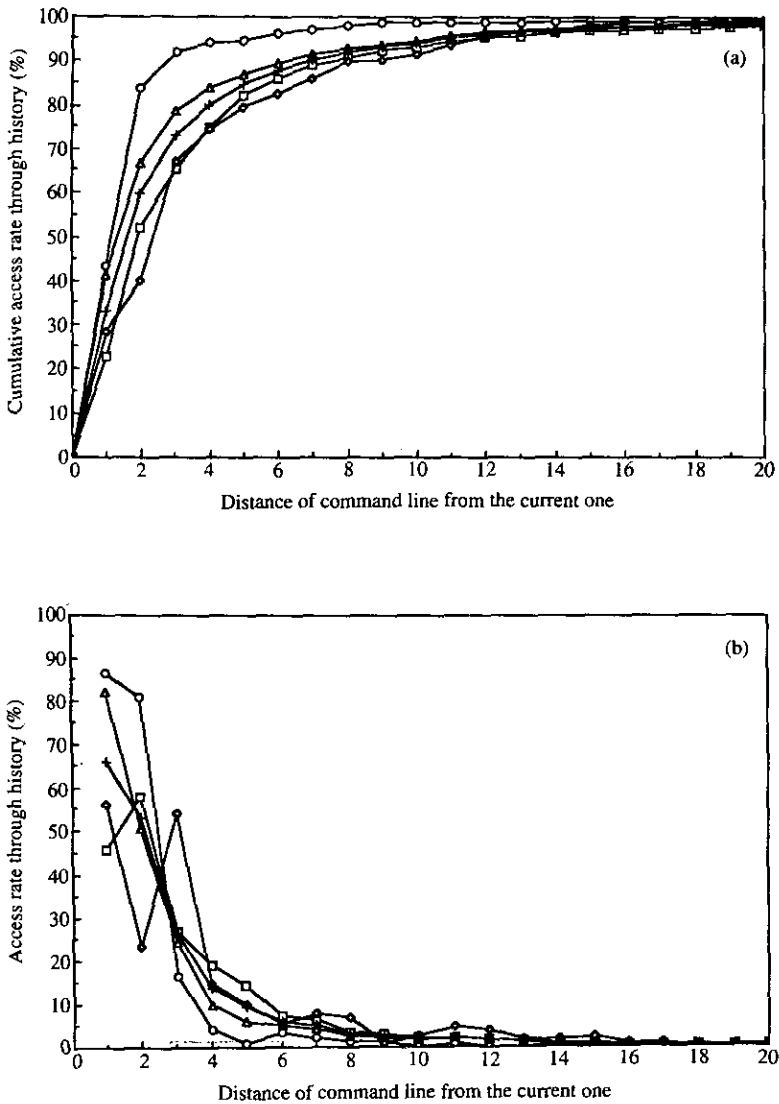 100
90
80
70
60
50
40
30
20
10
0
Cumulative access rate through history (%)
(a)
0 2 4 6 8 10 12 14 16 18 20
Distance of command line from the current one
100
90
80
70
60
50
40
30
20
10
0
Access rate through history (%)
(b)
0 2 4 6 8 10 12 14 16 18 20
Distance of command line from the current one